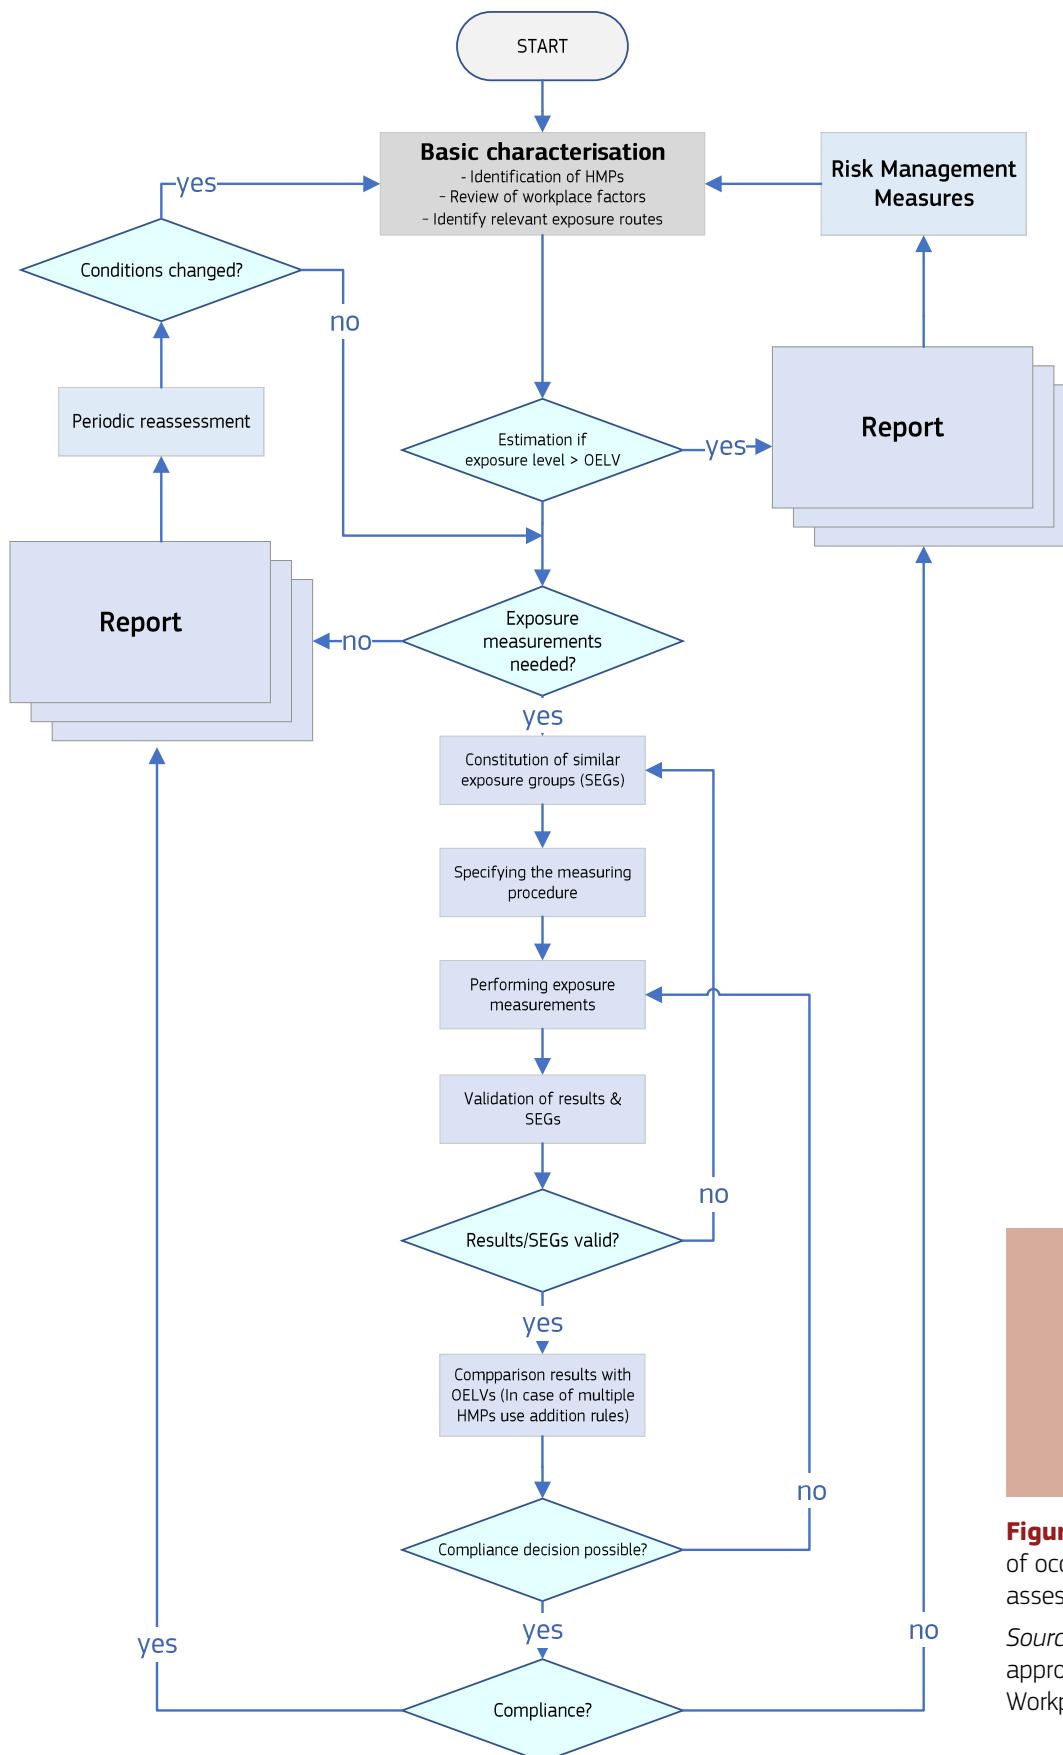 START
Basic characterisation
- Identification of HMPs
- Review of workplace factors
- Identify relevant exposure routes
Risk Management
Measures
yes
Conditions changed?
no
Periodic reassessment
Estimation if
exposure level > OELV
yes
Report
Report
Exposure
measurements
needed?
no
yes
Constitution of similar
exposure groups (SEGs)
Specifying the measuring
procedure
Performing exposure
measurements
Validation of results &
SEGs
no
Results/SEGs valid?
yes
Compparison results with
OELVs (In case of multiple
HMPs use addition rules)
no
Compliance decision possible?
yes
yes
no
Compliance?
of